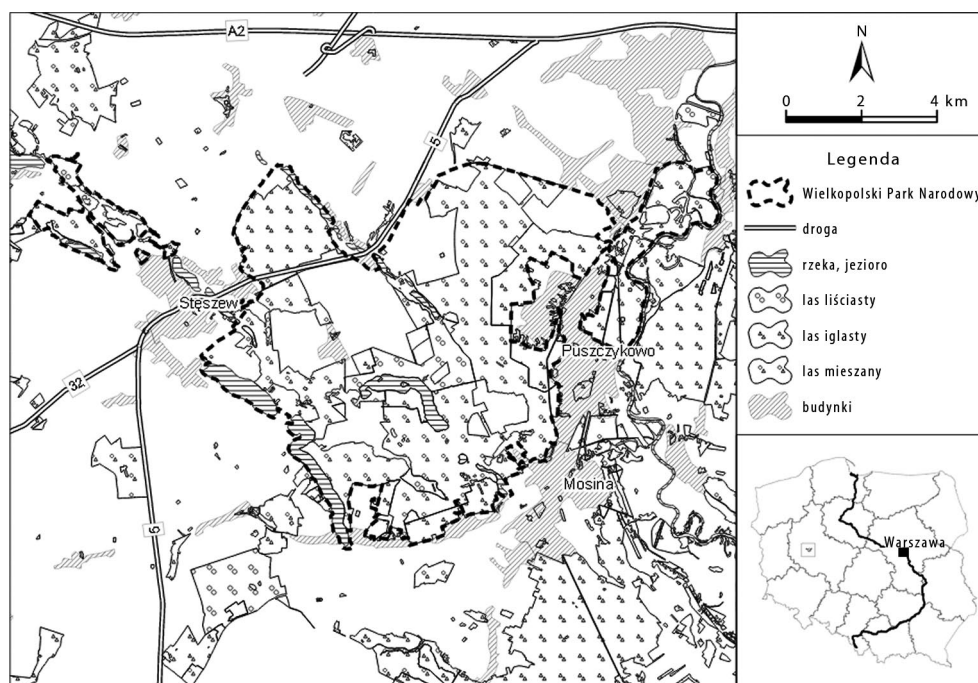 A2
5
Stęszew
32
Puszczykowo
Mosina
5
N
0 2 4 km
Legenda
Wielkopolski Park Narodowy
droga
rzeka, jezioro
las liściasty
las iglasty
las mieszany
budynki
Warszawa